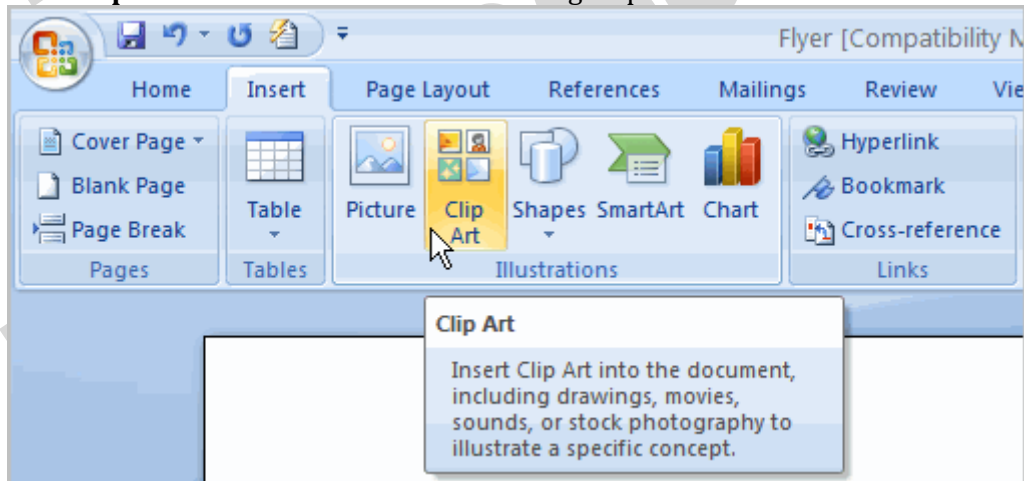 Flyer [Compatibility
Home Insert Page Layout References Mailings Review
Cover Page
Blank Page
Page Break
Table
Picture
Clip
Art
Shapes
SmartArt
Chart
Hyperlink
Bookmark
Cross-reference
Pages Tables Illustrations Links
Clip Art
Insert Clip Art into the document,
including drawings, movies,
sounds, or stock photography to
illustrate a specific concept.